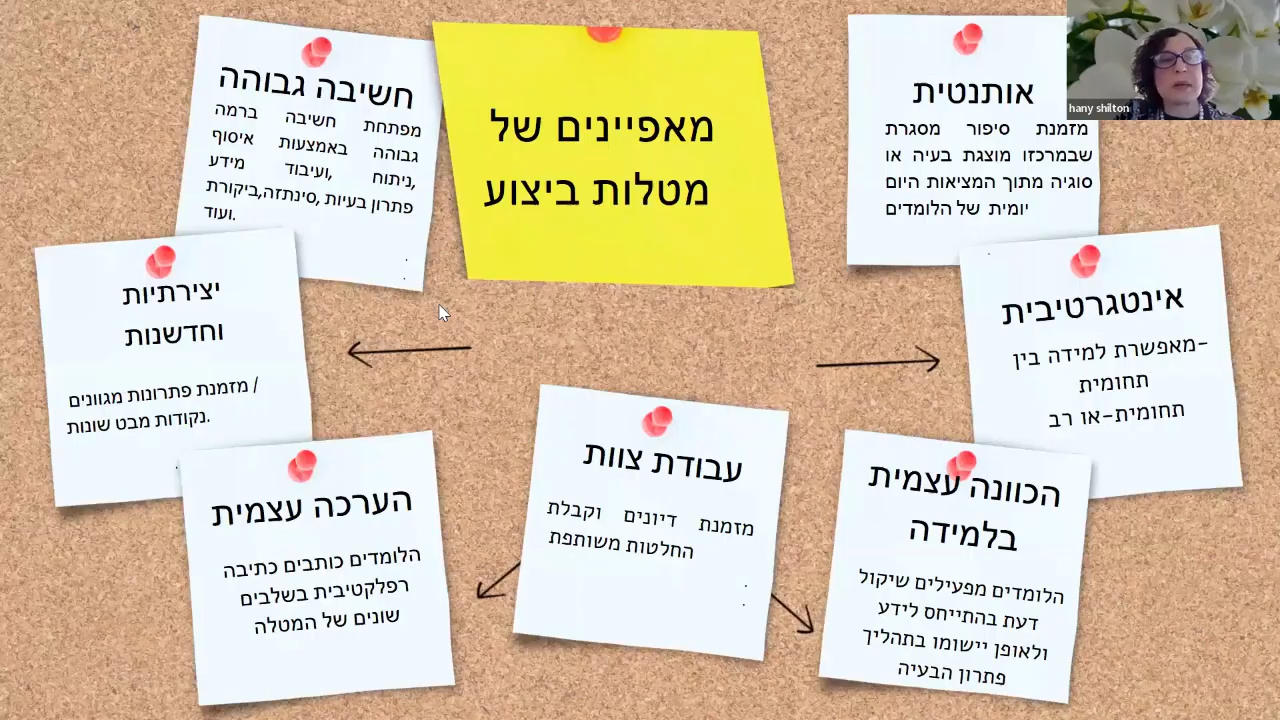 מאפיינים של
מטלות ביצוע
אותנטית
מזמנת סיפור מסגרת
שבמרכזו מוצגת בעיה או
סוגיה מתוך המציאות היום
יומית של הלומדים
hany shilton
חשיבה גבוהה
מפתחת חשיבה ברמה
גבוהה באמצעות איסוף
,ניתוח ,ועיבוד מידע
פתרון בעיות ,סינתזה,ביקורת
.ועוד
אינטגרטיבית
-מאפשרת למידה בין
תחומית
תחומית-או רב
יצירתיות
וחדשנות
מזמנת פתרונות מגוונים /
.נקודות מבט שונות
הכוונה עצמית
בלמידה
הלומדים מפעילים שיקול
דעת בהתייחס לידע
ולאופן יישומו בתהליך
פתרון הבעיה
עבודת צוות
מזמנת דיונים וקבלת
החלטות משותפת
הערכה עצמית
הלומדים כותבים כתיבה
רפלקטיבית בשלבים
שונים של המטלה